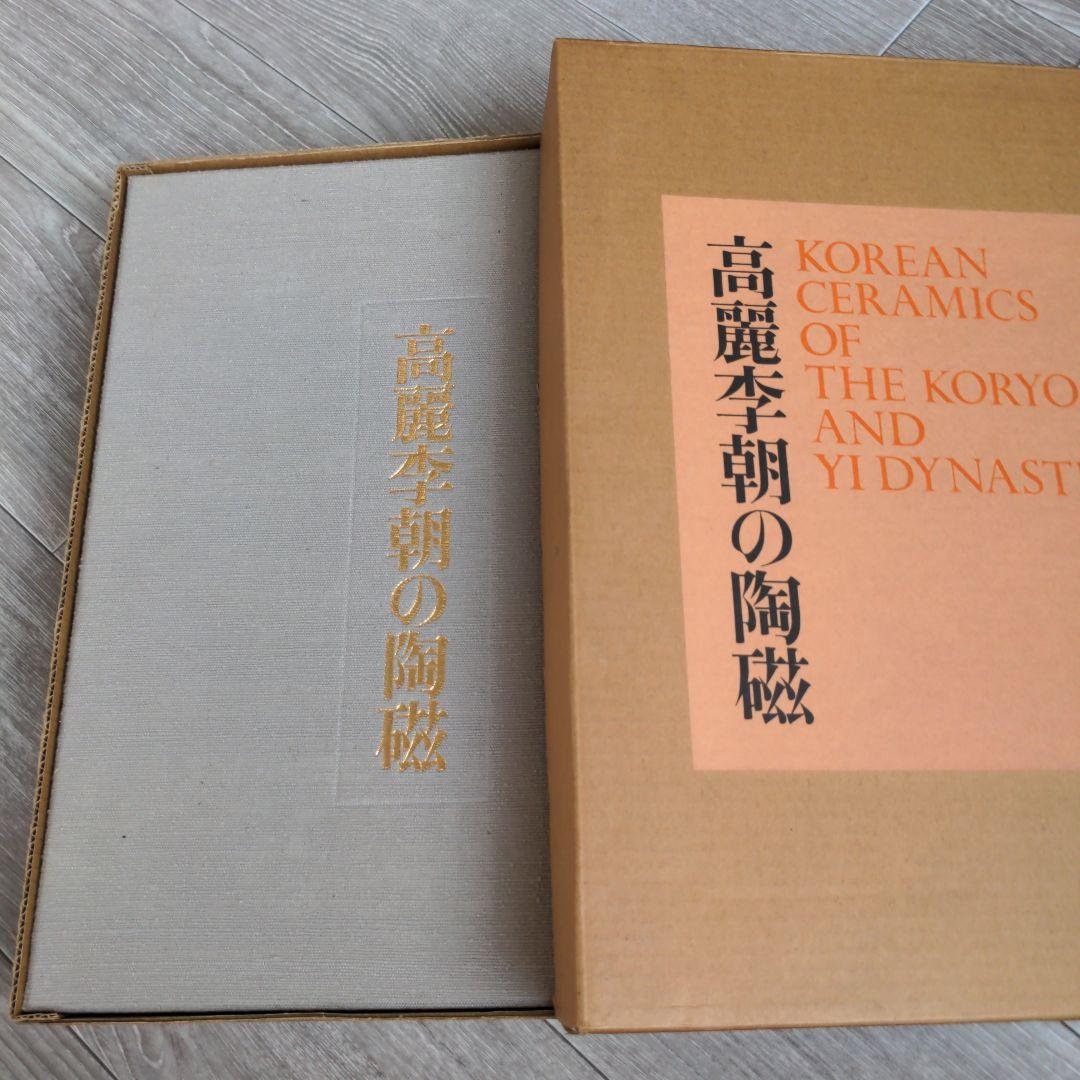 高麗李朝の陶磁
高麗李朝の陶磁
KOREAN
CERAMICS
OF
THE KORYO
AND
YI DYNASTI